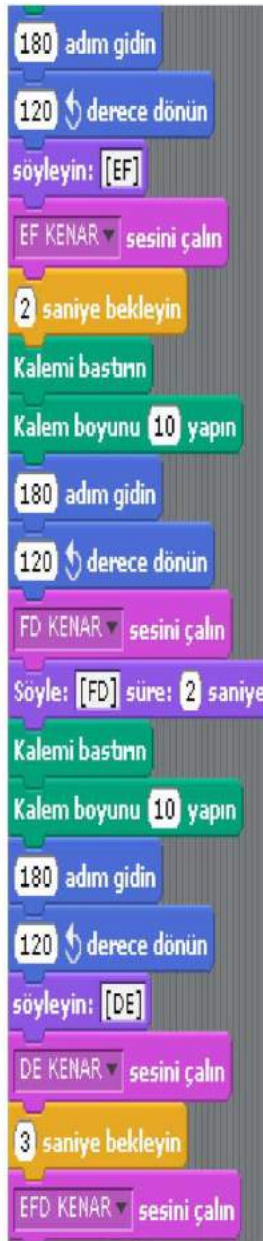 180 adım gidin
120 derece dönün
söyleyin: [EF]
EF KENAR sesini çalın
2 saniye bekleyin
Kalemi bastırın
Kalem boyunu 10 yapın
180 adım gidin
120 derece dönün
FD KENAR sesini çalın
Söyle: [FD] süre: 2 saniye
Kalemi bastırın
Kalem boyunu 10 yapın
180 adım gidin
120 derece dönün
söyleyin: [DE]
DE KENAR sesini çalın
3 saniye bekleyin
EFD KENAR sesini çalın